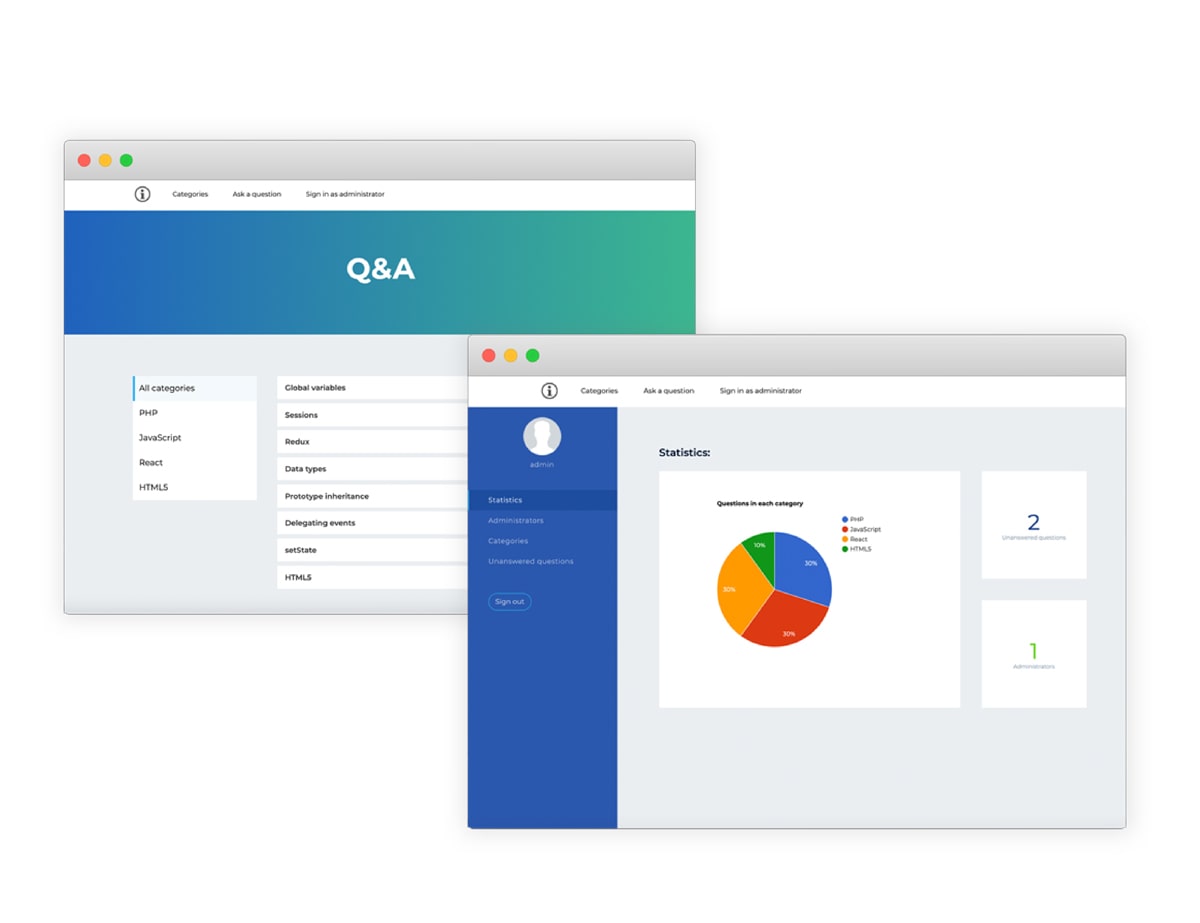 Categories Ask a question Sign in as administrator
Q&A
All categories
PHP
JavaScript
React
HTML5
Global variables
Sessions
Redux
Data types
Prototype inheritance
Delegating events
setState
HTML5
Categories Ask a question Sign in as administrator
admin
Statistics
Administrators
Categories
Unanswered questions
Sign out
Statistics:
Questions in each category
PHP
JavaScript
React
HTML5
10%
30%
30%
30%
2
Unanswered questions
1
Administrators